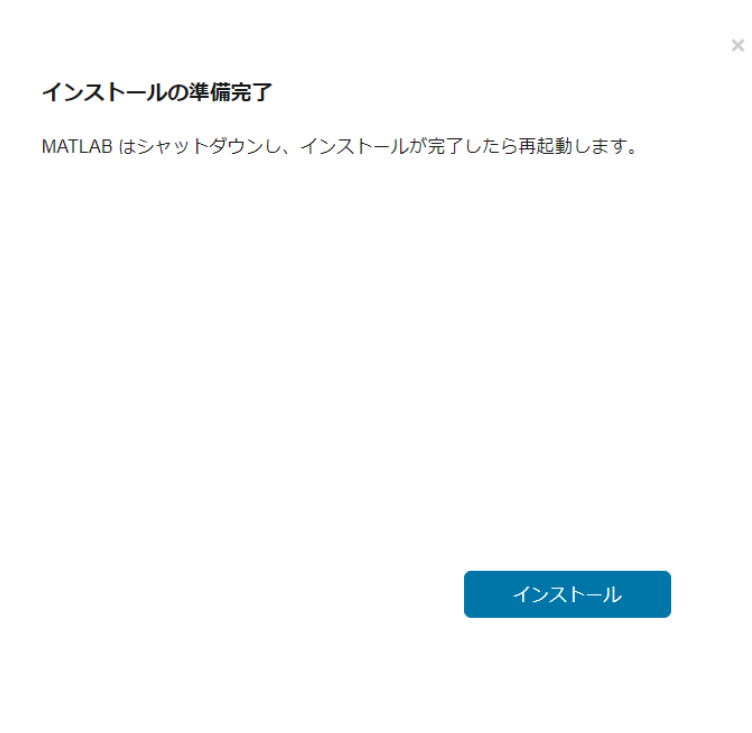 インストールの準備完了
MATLAB はシャットダウンし、インストールが完了したら再起動します。
インストール